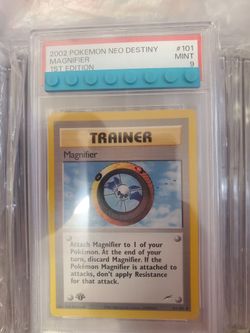 2002 POKEMON NEO DESTINY #101
MAGNIFIER MINT
1ST EDITION 9
TRAINER
Magnifier
Attach Magnifier to 1 of your
Pokémon. At the end of your
turn, discard Magnifier. If the
Pokémon Magnifier is attached to
attacks, don't apply Resistance
for that attack.